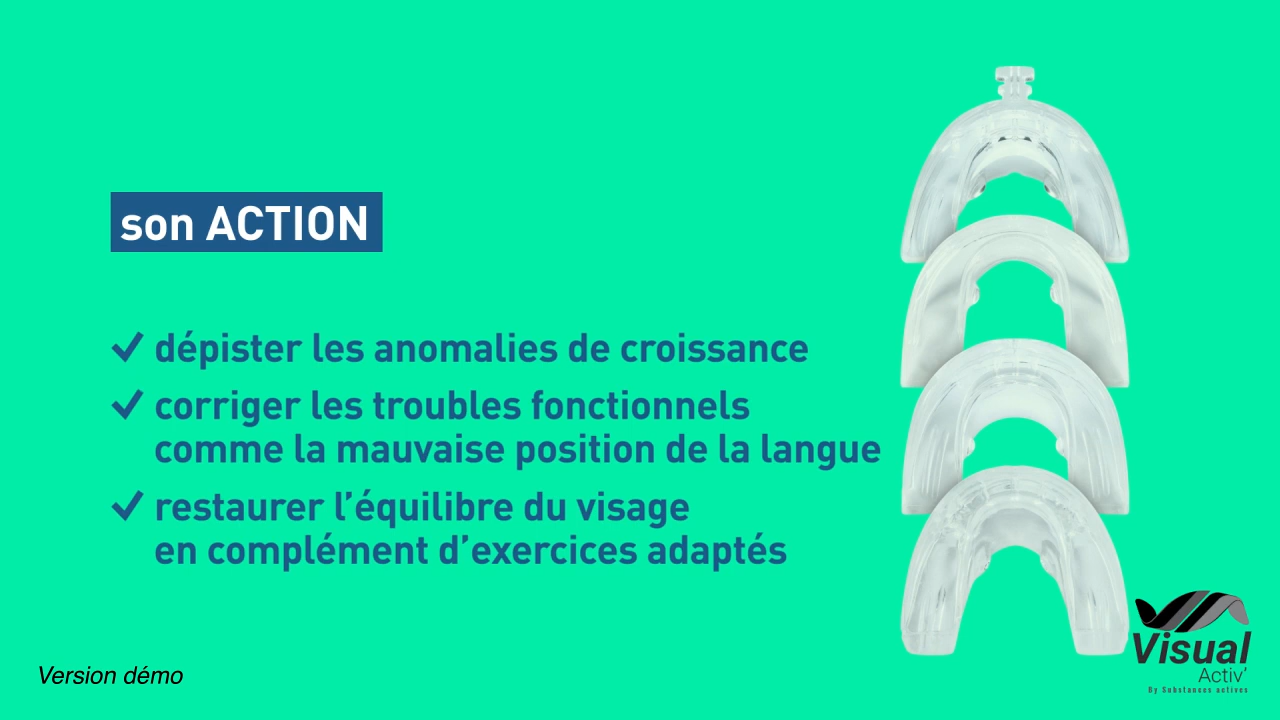 son ACTION
dépister les anomalies de croissance
corriger les troubles fonctionnels
comme la mauvaise position de la langue
restaurer l’équilibre du visage
en complément d’exercices adaptés
Version démo
Visual
Activ’
By Substances actives